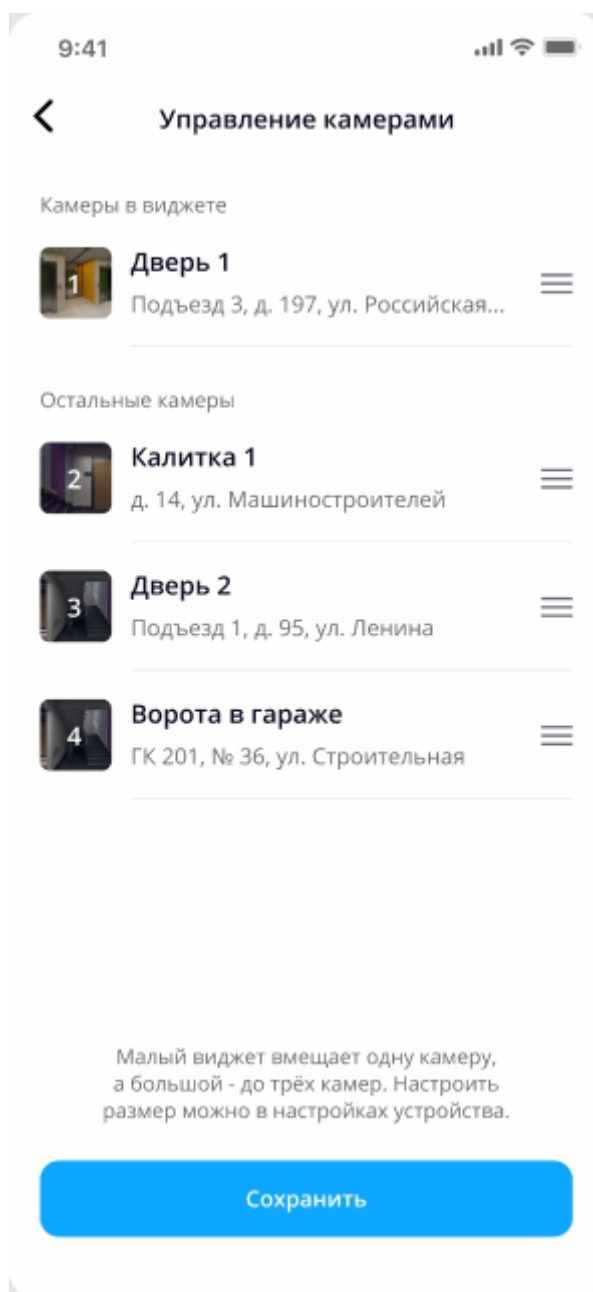 9:41
Управление камерами
Камеры в виджете
1
Дверь 1
Подъезд 3, д. 197, ул. Российская...
Остальные камеры
2
Калитка 1
д. 14, ул. Машиностроителей
3
Дверь 2
Подъезд 1, д. 95, ул. Ленина
4
Ворота в гараже
ГК 201, № 36, ул. Строительная
Малый виджет вмещает одну камеру,
а большой - до трёх камер. Настроить
размер можно в настройках устройства.
Сохранить